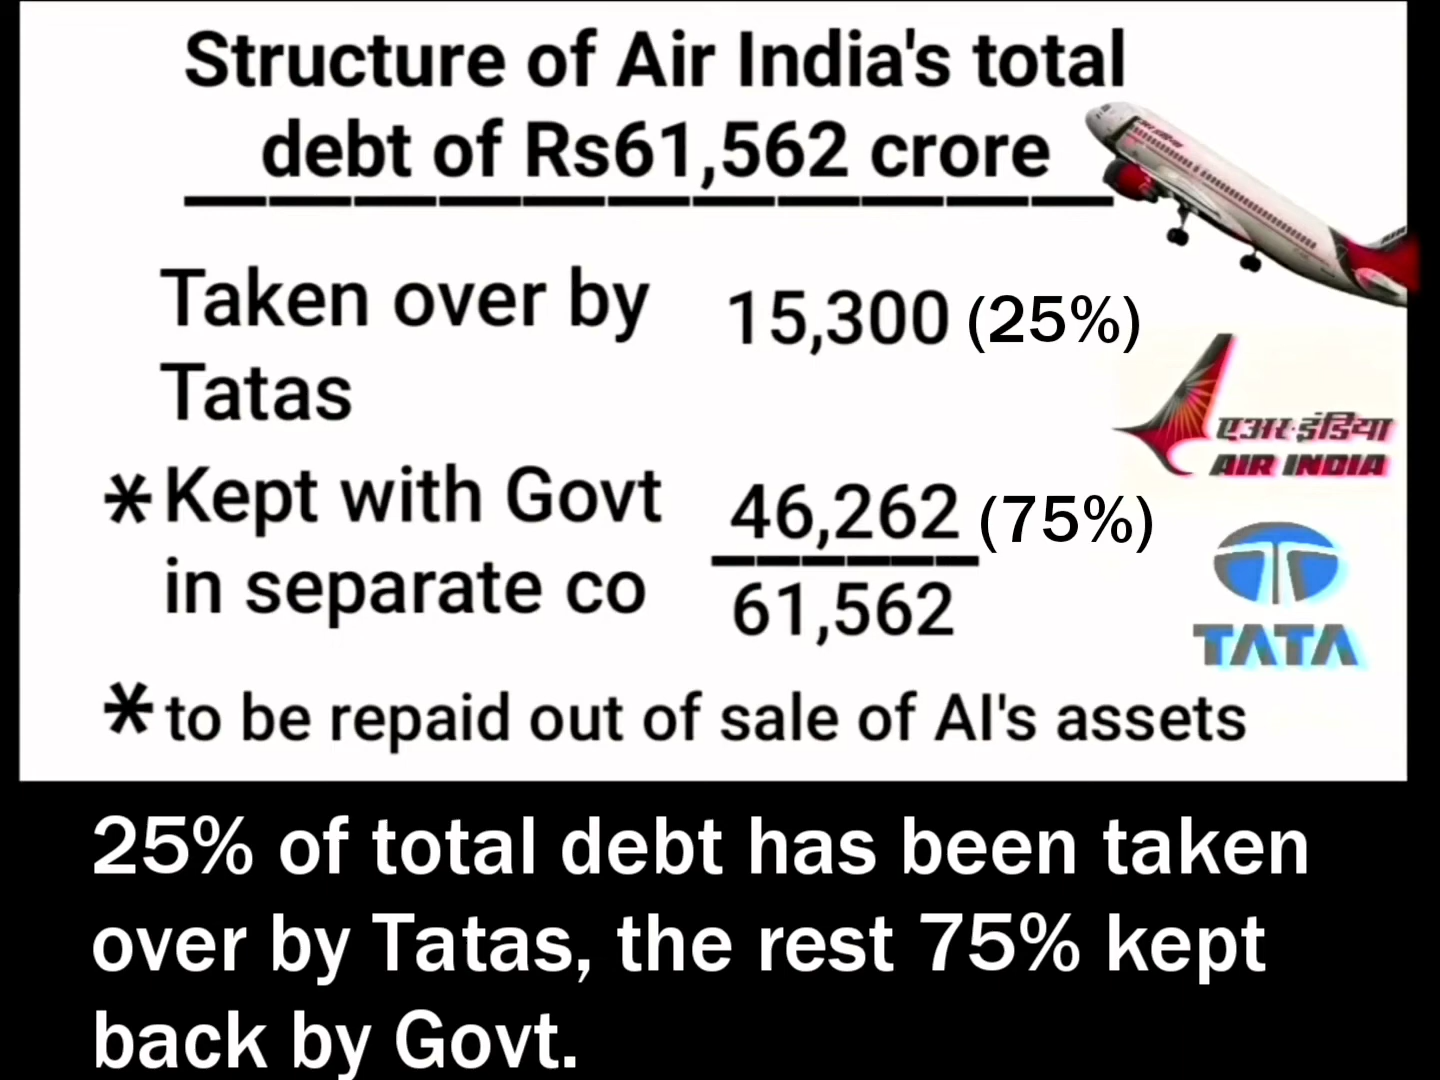 Structure of Air India's total
debt of Rs61,562 crore
Taken over by 15,300 (25%)
Tatas
*Kept with Govt 46,262 (75%)
in separate co 61,562
*to be repaid out of sale of AI's assets
एअर इंडिया
AIR INDIA
TATA
25% of total debt has been taken
over by Tatas, the rest 75% kept
back by Govt.